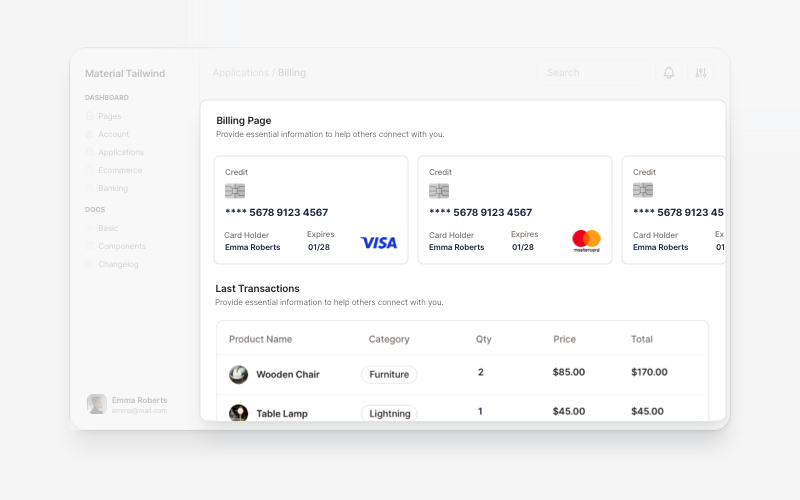 Material Tailwind
Applications / Billing
Search
DASHBOARD
Pages
Account
Applications
Ecommerce
Banking
DOCS
Basic
Components
Changelog
Emma Roberts
emma@mail.com
Billing Page
Provide essential information to help others connect with you.
Credit
**** 5678 9123 4567
Card Holder Expires
Emma Roberts 01/28
VISA
Credit
**** 5678 9123 4567
Card Holder Expires
Emma Roberts 01/28
mastercard
Credit
**** 5678 9123 45
Card Holder Ex
Emma Roberts 01
Last Transactions
Provide essential information to help others connect with you.
Product Name Category Qty Price Total
Wooden Chair Furniture 2 $85.00 $170.00
Table Lamp Lightning 1 $45.00 $45.00